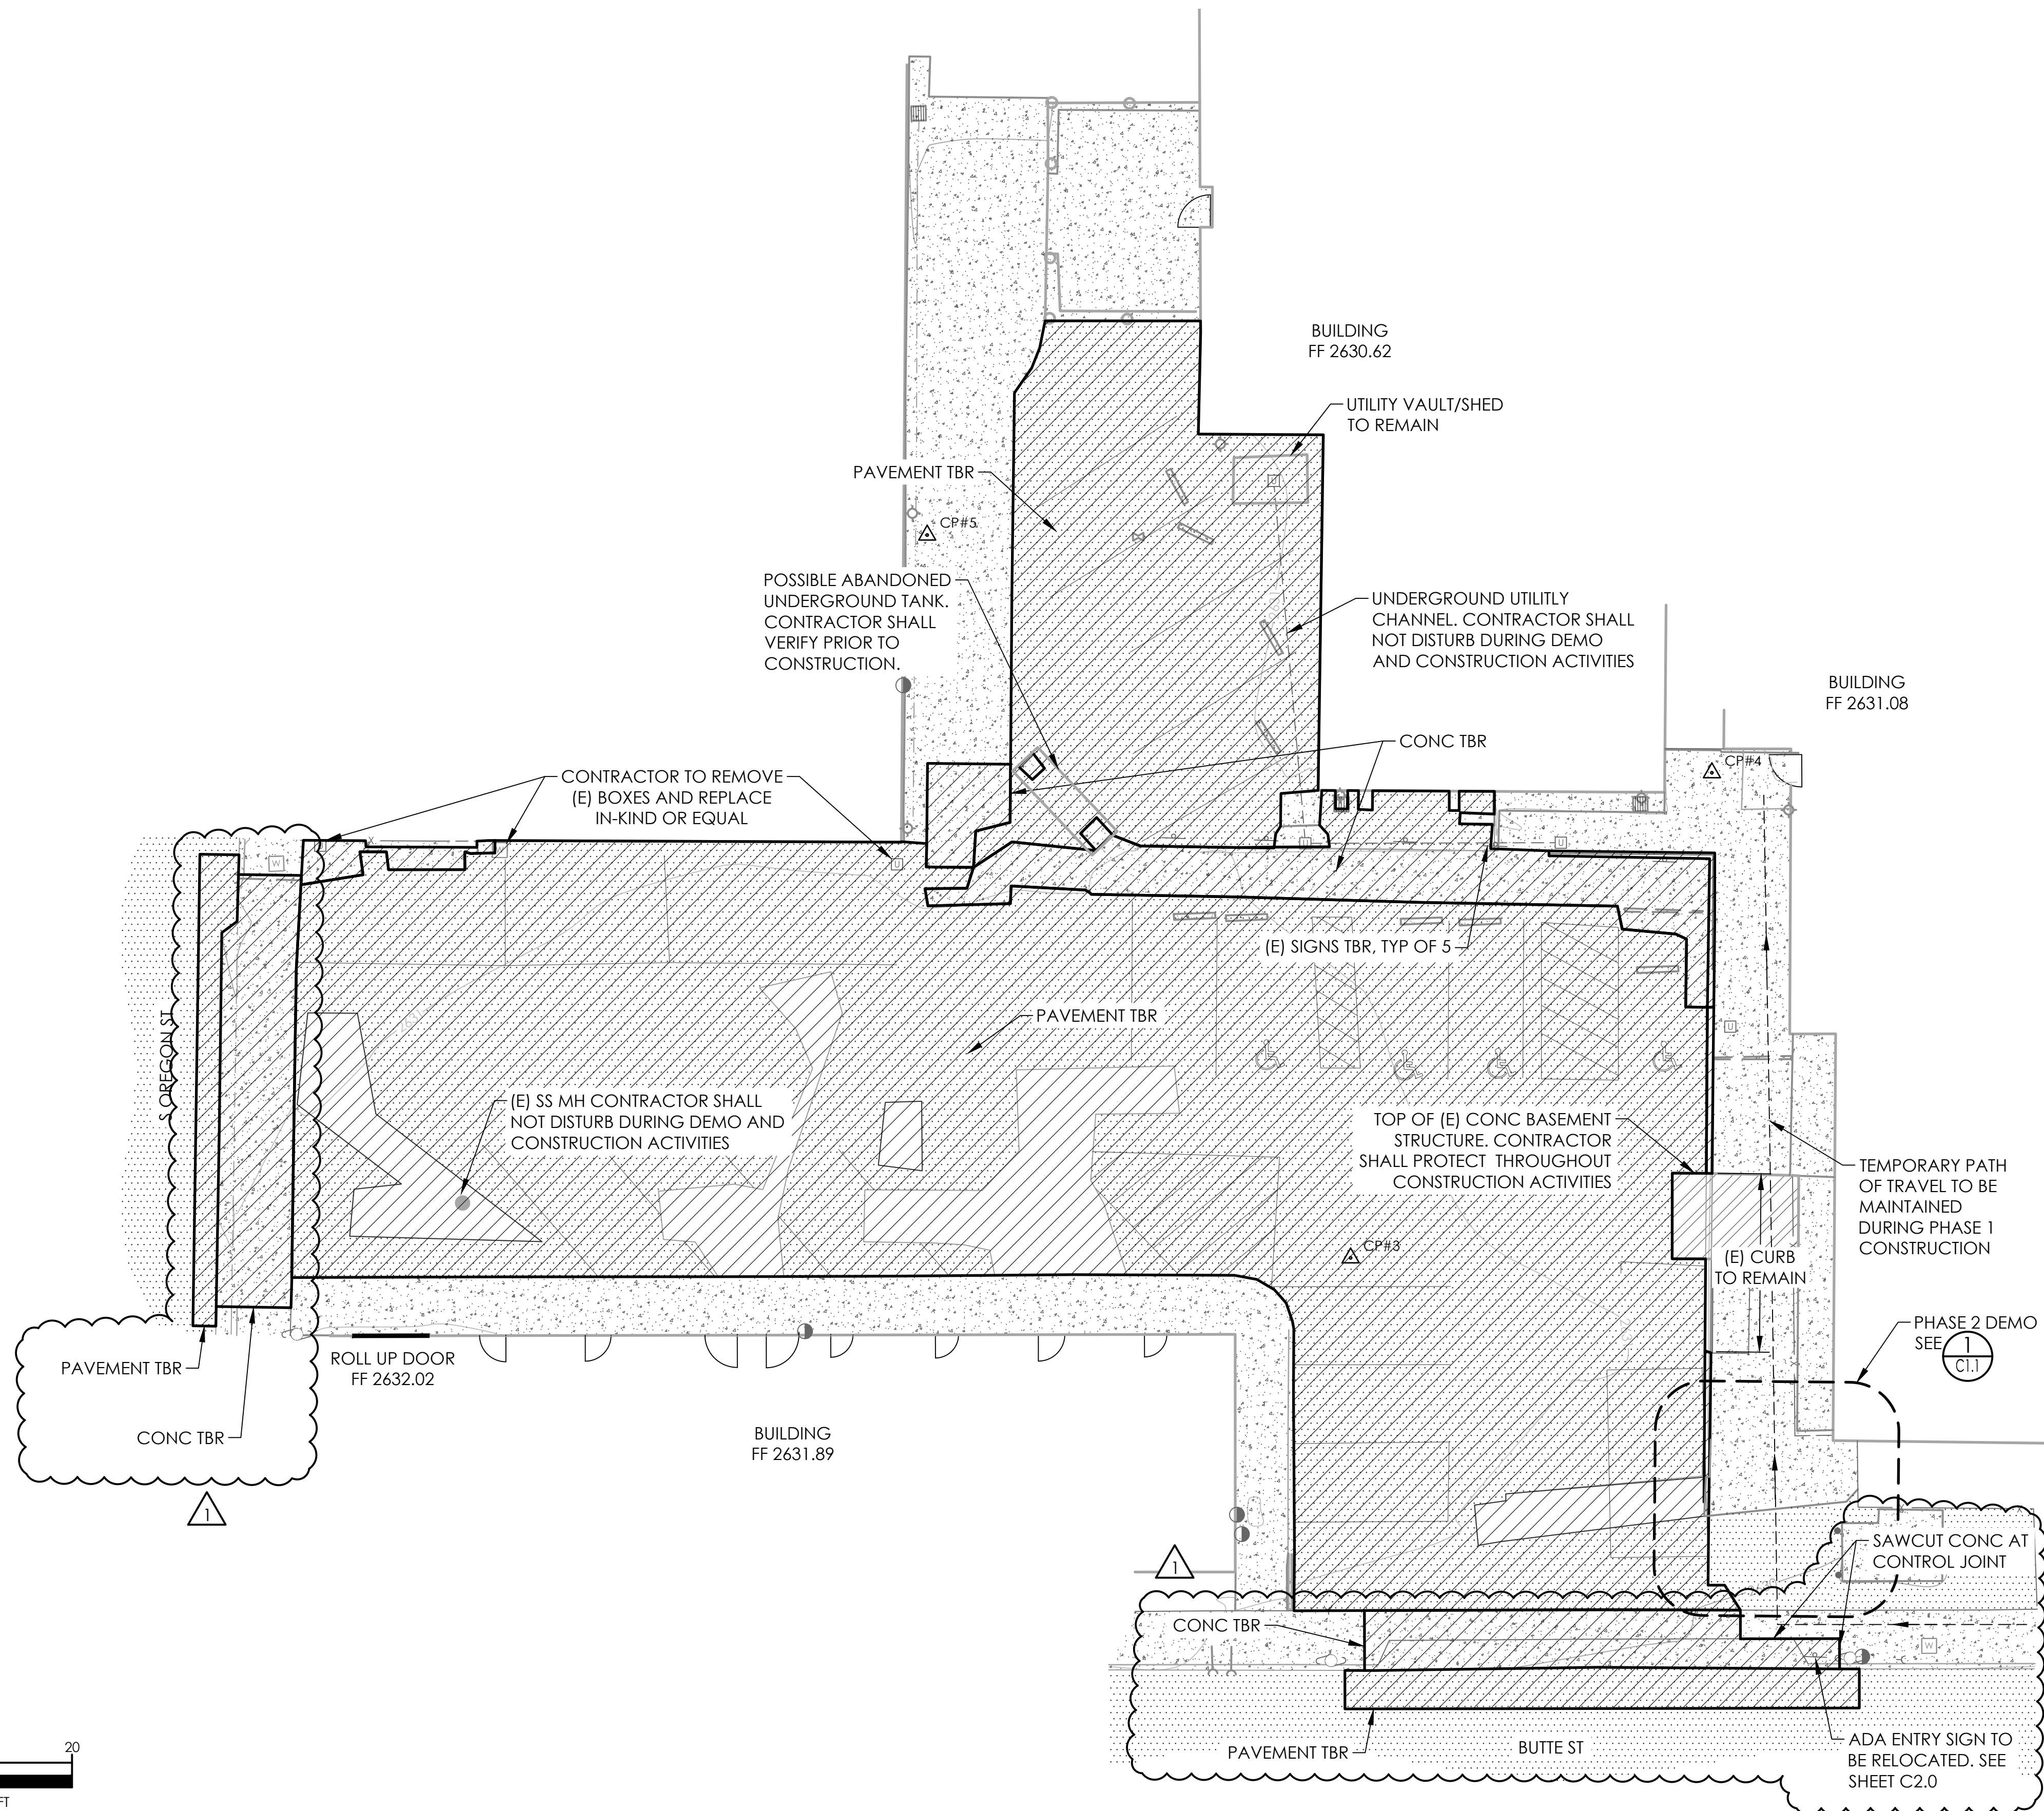 BUILDING
FF 2630.62
UTILITY VAULT/SHED
TO REMAIN
PAVEMENT TBR
U
CP#5
POSSIBLE ABANDONED
UNDERGROUND TANK.
CONTRACTOR SHALL
VERIFY PRIOR TO
CONSTRUCTION.
UNDERGROUND UTILITLY
CHANNEL. CONTRACTOR SHALL
NOT DISTURB DURING DEMO
AND CONSTRUCTION ACTIVITIES
BUILDING
FF 2631.08
CONC TBR
CP#4
CONTRACTOR TO REMOVE
(E) BOXES AND REPLACE
IN-KIND OR EQUAL
W
U
U
(E) SIGNS TBR, TYP OF 5
S OREGON ST
PAVEMENT TBR
U
(E) SS MH CONTRACTOR SHALL
NOT DISTURB DURING DEMO AND
CONSTRUCTION ACTIVITIES
TOP OF (E) CONC BASEMENT
STRUCTURE. CONTRACTOR
SHALL PROTECT THROUGHOUT
CONSTRUCTION ACTIVITIES
TEMPORARY PATH
OF TRAVEL TO BE
MAINTAINED
DURING PHASE 1
CONSTRUCTION
CP#3
(E) CURB
TO REMAIN
PHASE 2 DEMO
SEE
1
C1.1
PAVEMENT TBR
ROLL UP DOOR
FF 2632.02
CONC TBR
BUILDING
FF 2631.89
1
SAWCUT CONC AT
CONTROL JOINT
1
CONC TBR
W
PAVEMENT TBR
BUTTE ST
ADA ENTRY SIGN TO
BE RELOCATED. SEE
SHEET C2.0
20
FT